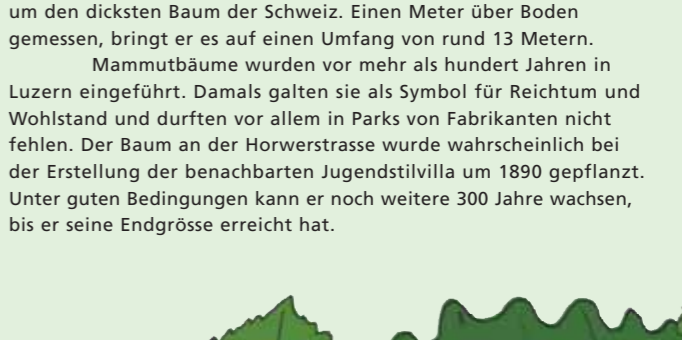 um den dicksten Baum der Schweiz. Einen Meter über Boden
gemessen, bringt er es auf einen Umfang von rund 13 Metern.
Mammutbäume wurden vor mehr als hundert Jahren in
Luzern eingeführt. Damals galten sie als Symbol für Reichtum und
Wohlstand und durften vor allem in Parks von Fabrikanten nicht
fehlen. Der Baum an der Horwerstrasse wurde wahrscheinlich bei
der Erstellung der benachbarten Jugendstilvilla um 1890 gepflanzt.
Unter guten Bedingungen kann er noch weitere 300 Jahre wachsen,
bis er seine Endgrösse erreicht hat.